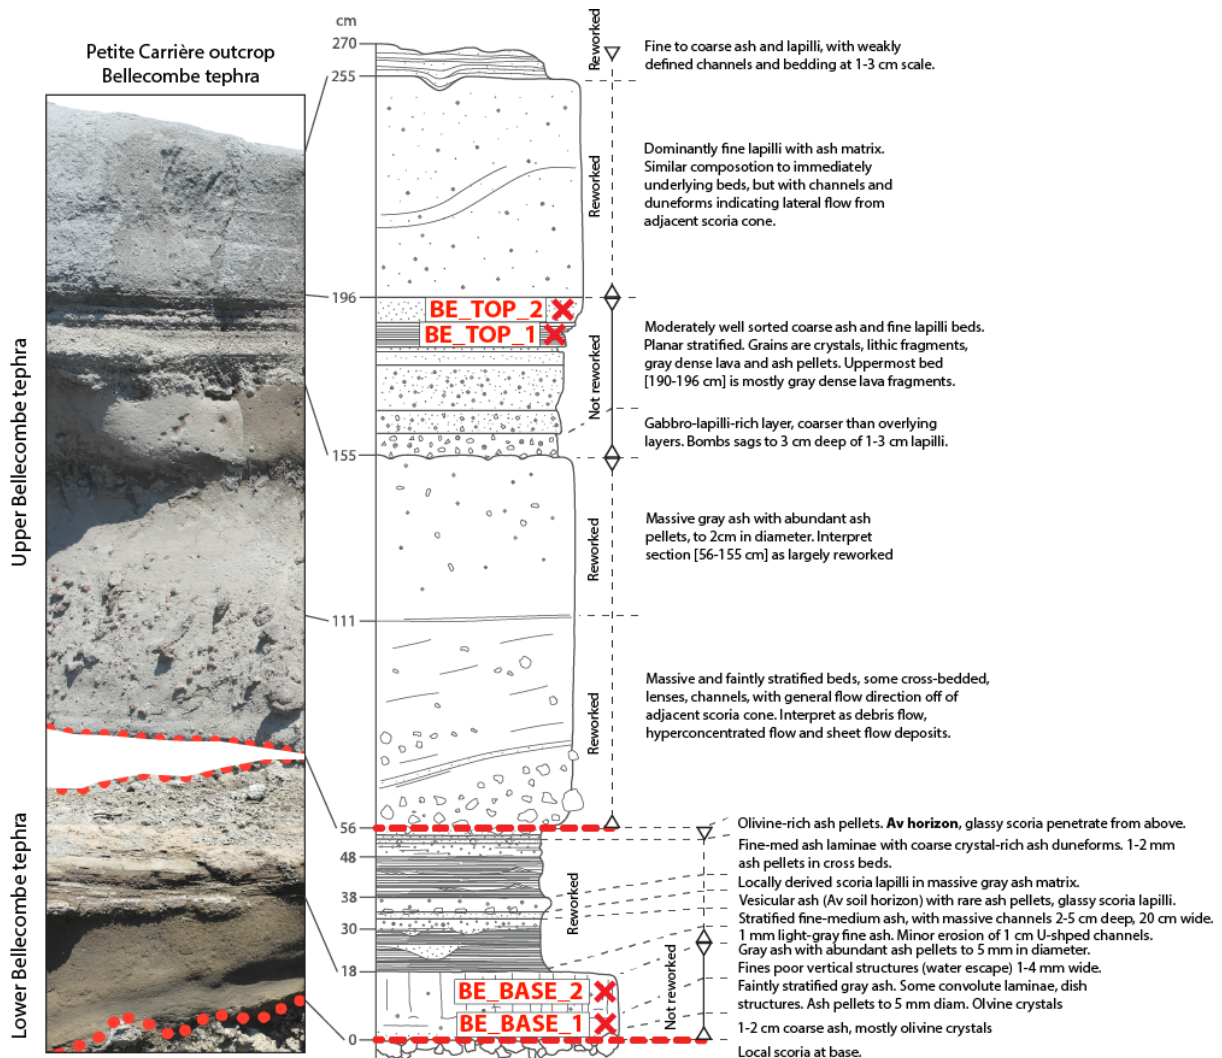 Petite Carrière outcrop
Bellecombe tephra
cm
270
255
196
155
111
56
48
38
30
18
0
Upper Bellecombe tephra
Lower Bellecombe tephra
BE_TOP_2
BE_TOP_1
BE_BASE_2
BE_BASE_1
Reworked
Reworked
Not reworked
Reworked
Reworked
Reworked
Not reworked
Fine to coarse ash and lapilli, with weakly
defined channels and bedding at 1-3 cm scale.
Dominantly fine lapilli with ash matrix.
Similar composotion to immediately
underlying beds, but with channels and
duneforms indicating lateral flow from
adjacent scoria cone.
Moderately well sorted coarse ash and fine lapilli beds.
Planar stratified. Grains are crystals, lithic fragments,
gray dense lava and ash pellets. Uppermost bed
[190-196 cm] is mostly gray dense lava fragments.
Gabbro-lapilli-rich layer, coarser than overlying
layers. Bombs sags to 3 cm deep of 1-3 cm lapilli.
Massive gray ash with abundant ash
pellets, to 2cm in diameter. Interpret
section [56-155 cm] as largely reworked
Massive and faintly stratified beds, some cross-bedded,
lenses, channels, with general flow direction off of
adjacent scoria cone. Interpret as debris flow,
hyperconcentrated flow and sheet flow deposits.
Olivine-rich ash pellets. Av horizon, glassy scoria penetrate from above.
Fine-med ash laminae with coarse crystal-rich ash duneforms. 1-2 mm
ash pellets in cross beds.
Locally derived scoria lapilli in massive gray ash matrix.
Vesicular ash (Av soil horizon) with rare ash pellets, glassy scoria lapilli.
Stratified fine-medium ash, with massive channels 2-5 cm deep, 20 cm wide.
1 mm light-gray fine ash. Minor erosion of 1 cm U-shped channels.
Gray ash with abundant ash pellets to 5 mm in diameter.
Fines poor vertical structures (water escape) 1-4 mm wide.
Faintly stratified gray ash. Some convolute laminae, dish
structures. Ash pellets to 5 mm diam. Olvine crystals
1-2 cm coarse ash, mostly olivine crystals
Local scoria at base.